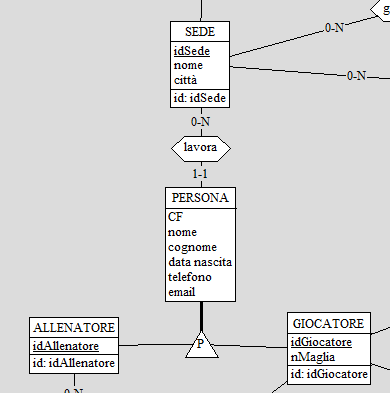 SEDE
idSede
nome
città
id: idSede
0-N
0-N
0-N
lavora
1-1
PERSONA
CF
nome
cognome
data nascita
telefono
email
P
ALLENATORE
idAllenatore
id: idAllenatore
0-N
GIOCATORE
idGiocatore
nMaglia
id: idGiocatore